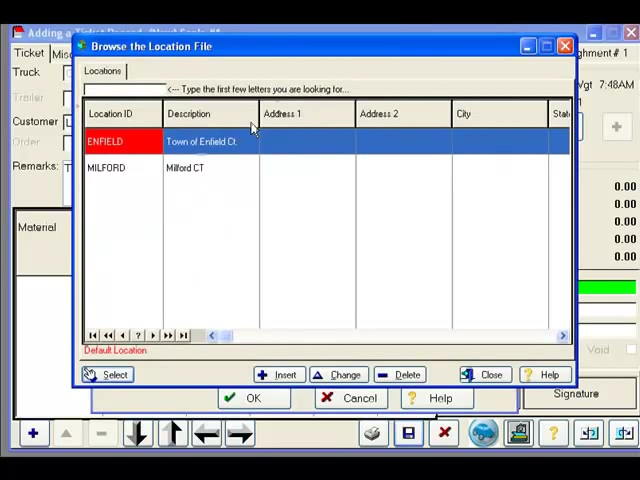 Adding a Ticket Record
Ticket
Truck
Trailer
Customer
Order
Remarks:
Material
Browse the Location File
Locations
<--- Type the first few letters you are looking for...
Location ID Description Address 1 Address 2 City
ENFIELD Town of Enfield Ct.
MILFORD Milford CT
Default Location
Select Insert Change Delete Close Help
OK Cancel Help
# 1
Wgt 7:48AM
0.00
0.00
0.00
0.00
0.00
Void
Signature